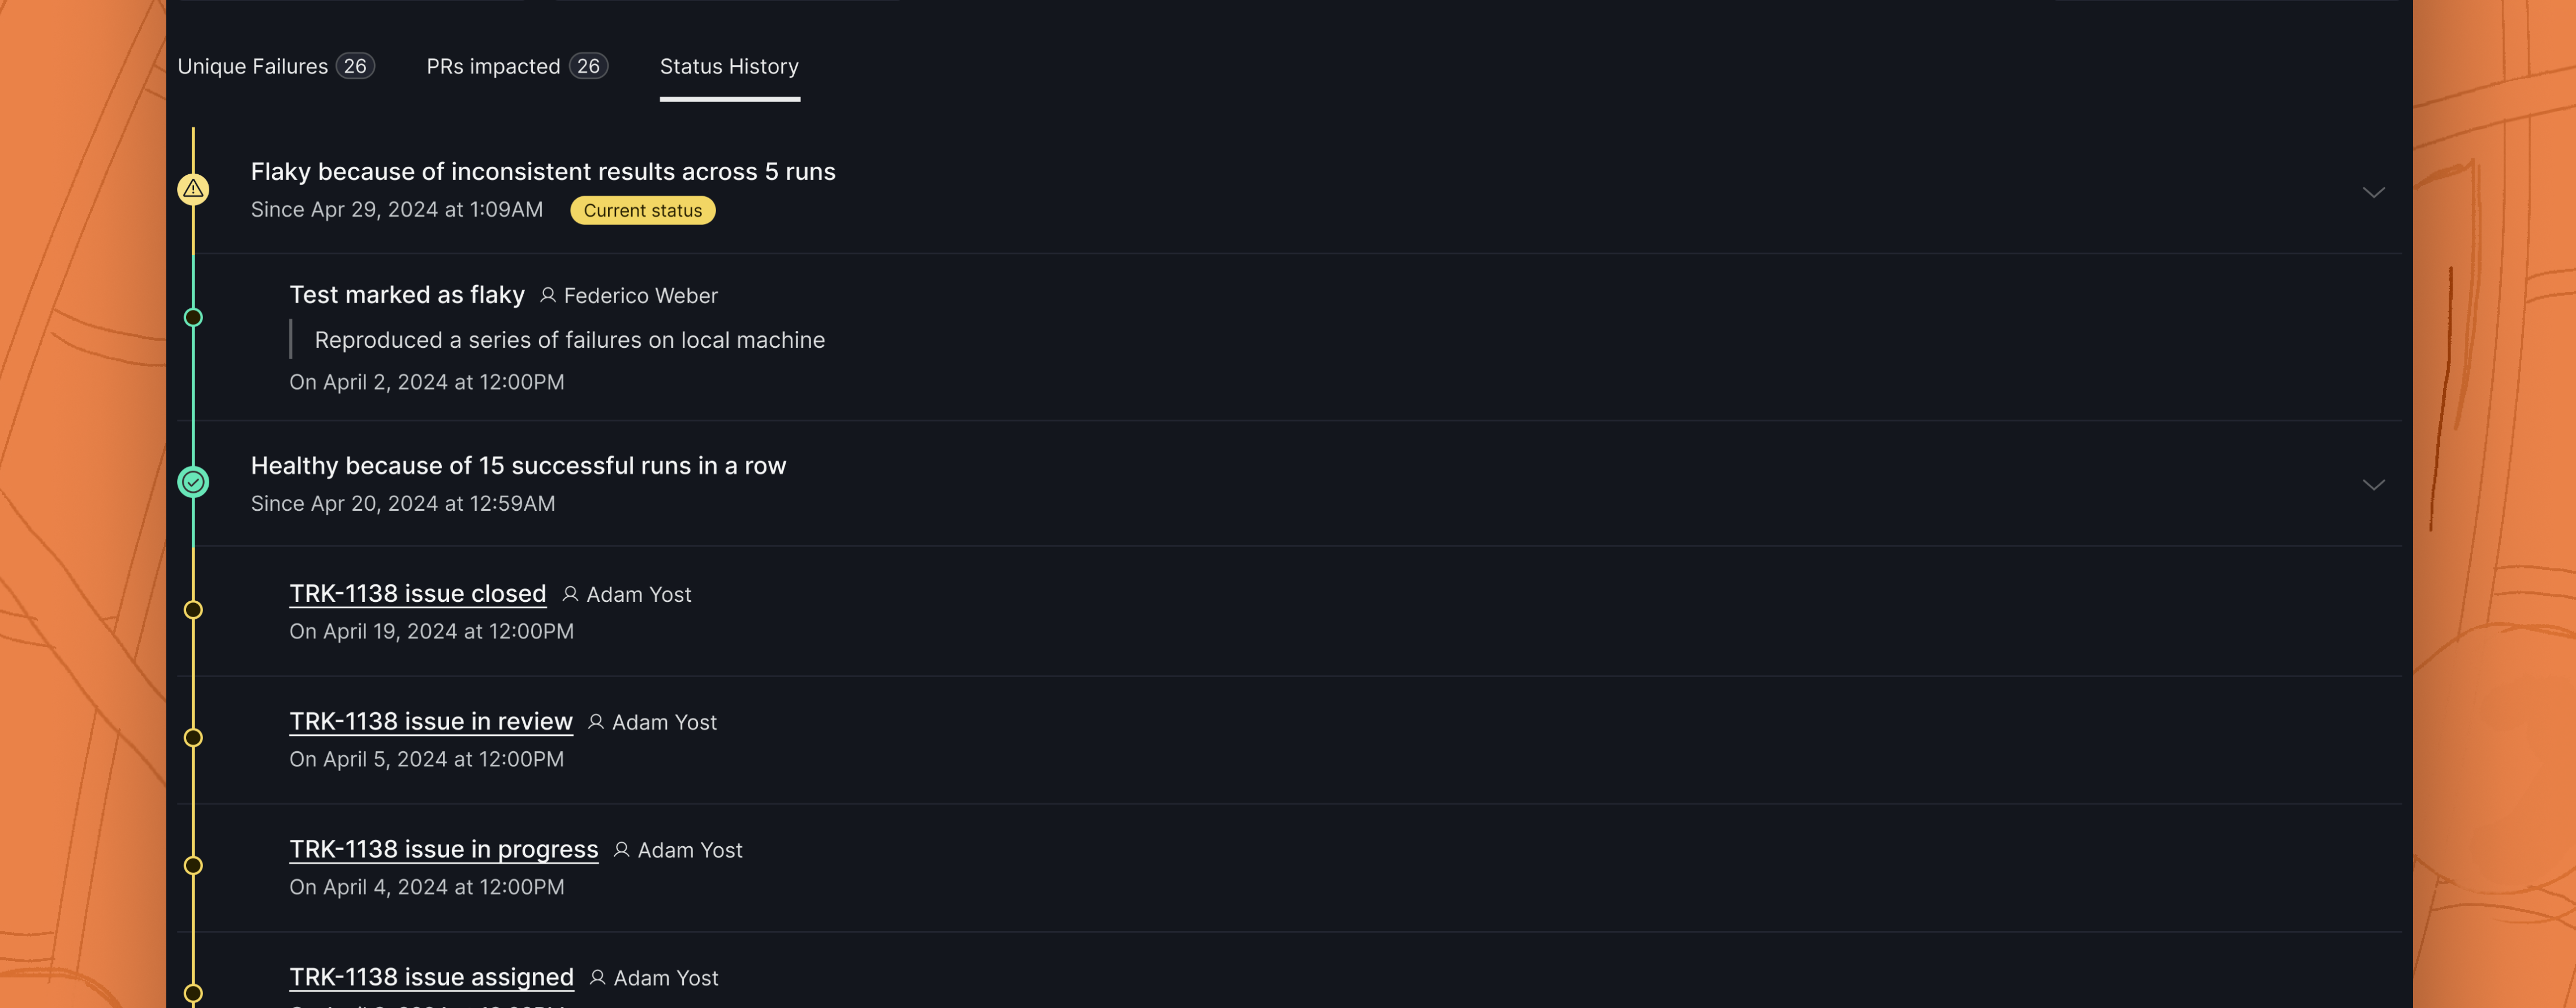 Unique Failures 26 PRs impacted 26 Status History
Flaky because of inconsistent results across 5 runs
Since Apr 29, 2024 at 1:09AM Current status
Test marked as flaky Federico Weber
Reproduced a series of failures on local machine
On April 2, 2024 at 12:00PM
Healthy because of 15 successful runs in a row
Since Apr 20, 2024 at 12:59AM
TRK-1138 issue closed Adam Yost
On April 19, 2024 at 12:00PM
TRK-1138 issue in review Adam Yost
On April 5, 2024 at 12:00PM
TRK-1138 issue in progress Adam Yost
On April 4, 2024 at 12:00PM
TRK-1138 issue assigned Adam Yost